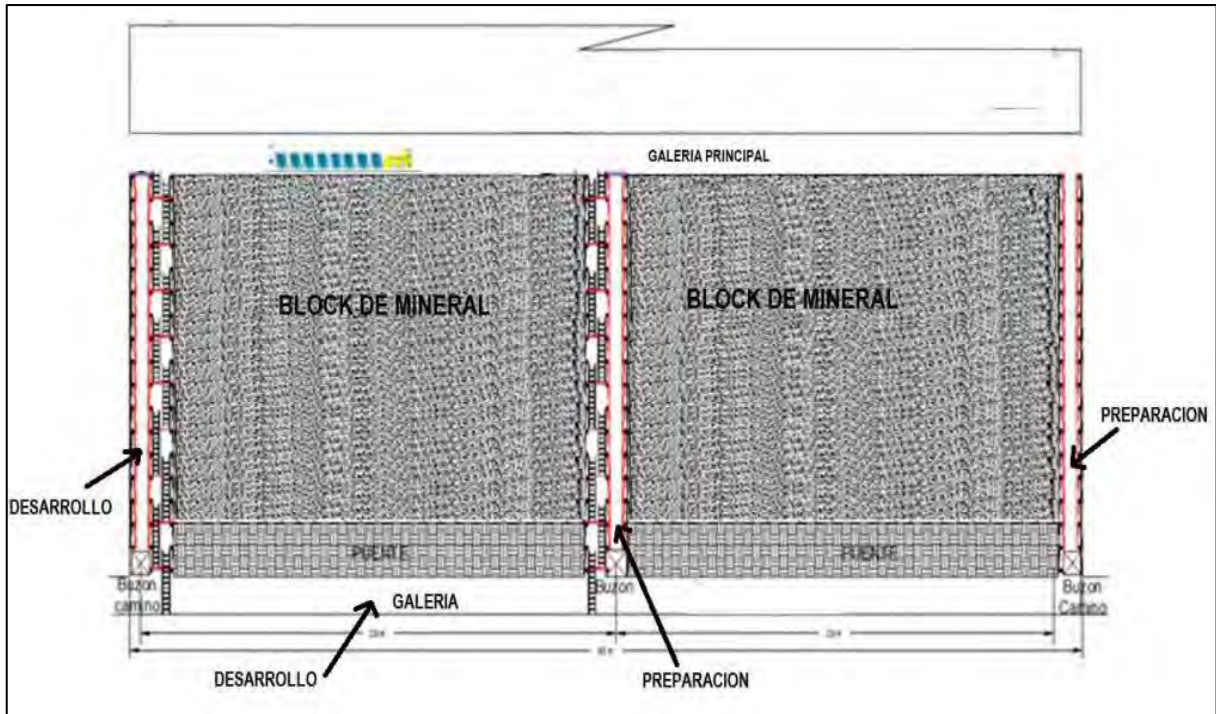 GALERIA PRINCIPAL
BLOCK DE MINERAL
BLOCK DE MINERAL
PREPARACION
DESARROLLO
PUENTE
PUENTE
Buzon
camino
Buzon
Buzon
Camino
GALERIA
DESARROLLO
PREPARACION